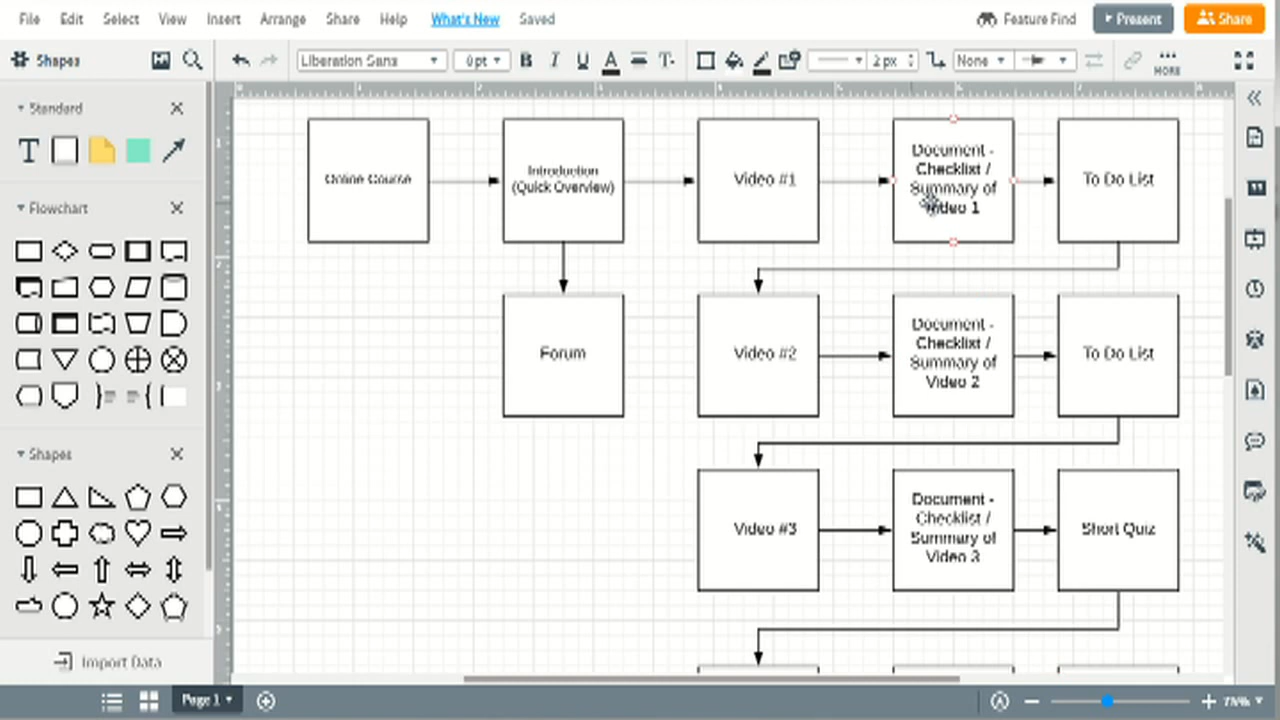 File Edit Select View Insert Arrange Share Help What's New Saved Feature Find Present Share
Shapes Liberation Sans 0pt B I U A T 2 px None MORE
Standard
T
Flowchart
Shapes
Import Data
Online Course
Introduction
(Quick Overview)
Video #1
Document -
Checklist /
Summary of
Video 1
To Do List
Forum
Video #2
Document -
Checklist /
Summary of
Video 2
To Do List
Video #3
Document -
Checklist /
Summary of
Video 3
Short Quiz
Page 1 75%